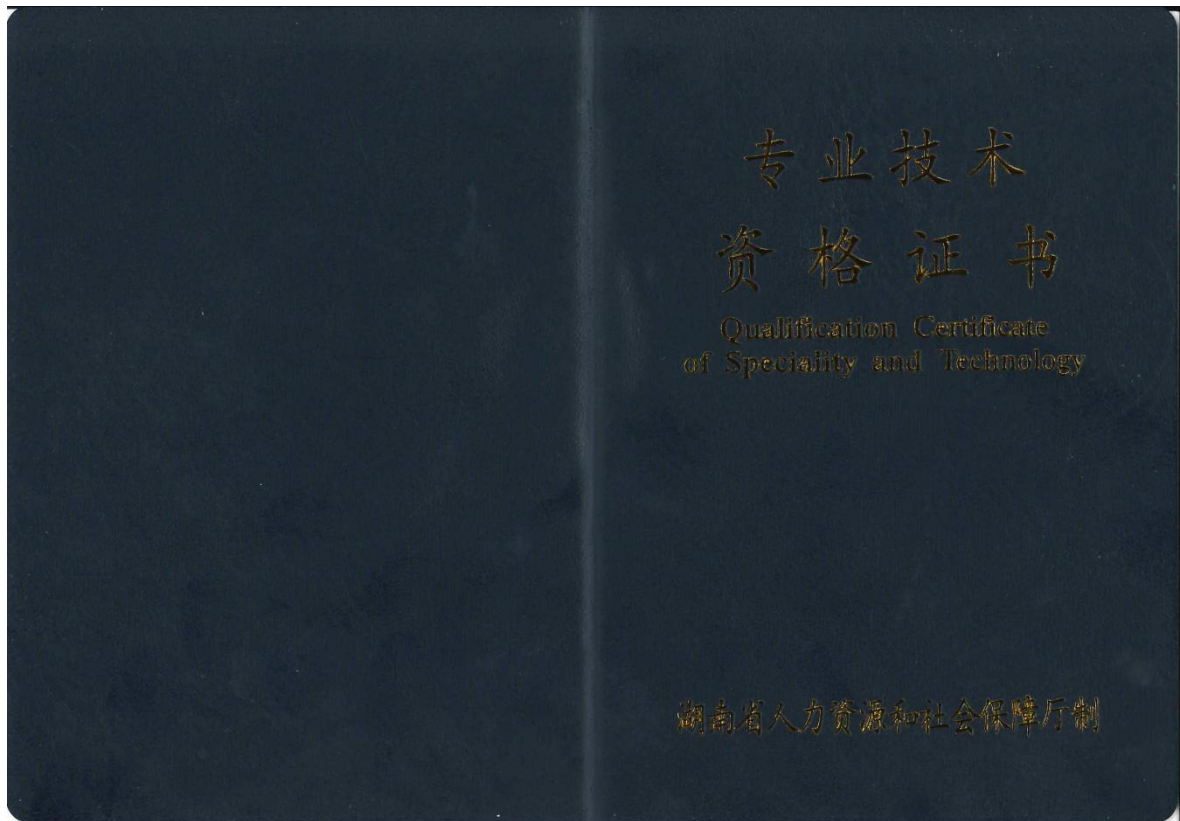 专业技术
资格证书
Qualification Certificate
of Speciality and Technology
湖南省人力资源和社会保障厅制